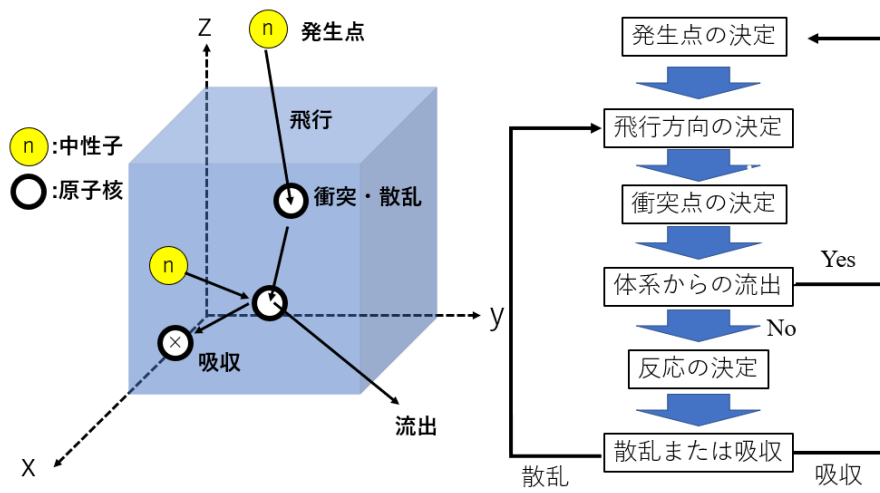 Z
n
発生点
飛行
n
:中性子
:原子核
衝突・散乱
n
y
×
吸収
流出
X
発生点の決定
飛行方向の決定
衝突点の決定
体系からの流出
Yes
No
反応の決定
散乱または吸収
散乱
吸収